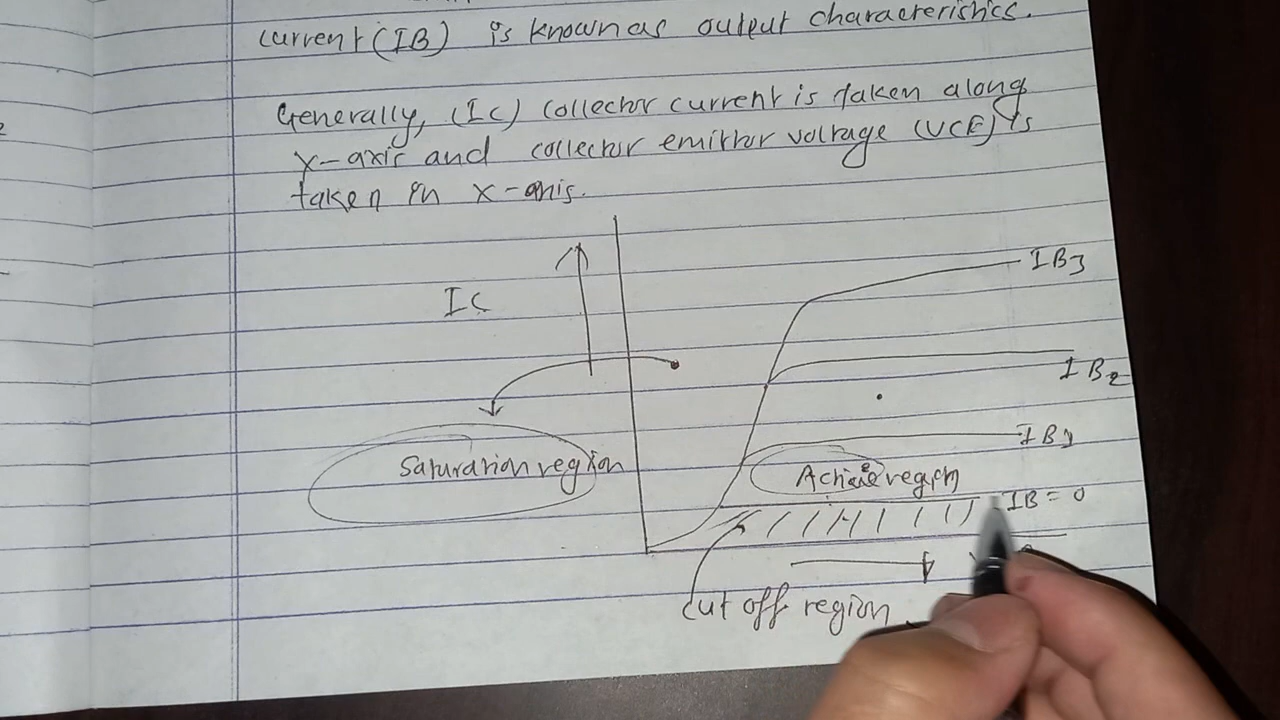 current (IB) is known as output characteristics.
Generally, (IC) collector current is taken along
Y-axis and collector emittor voltage (VCE) is
taken in x-axis.
IB3
IC
IB2
IB1
Saturation region
Active region
IB = 0
cut off region